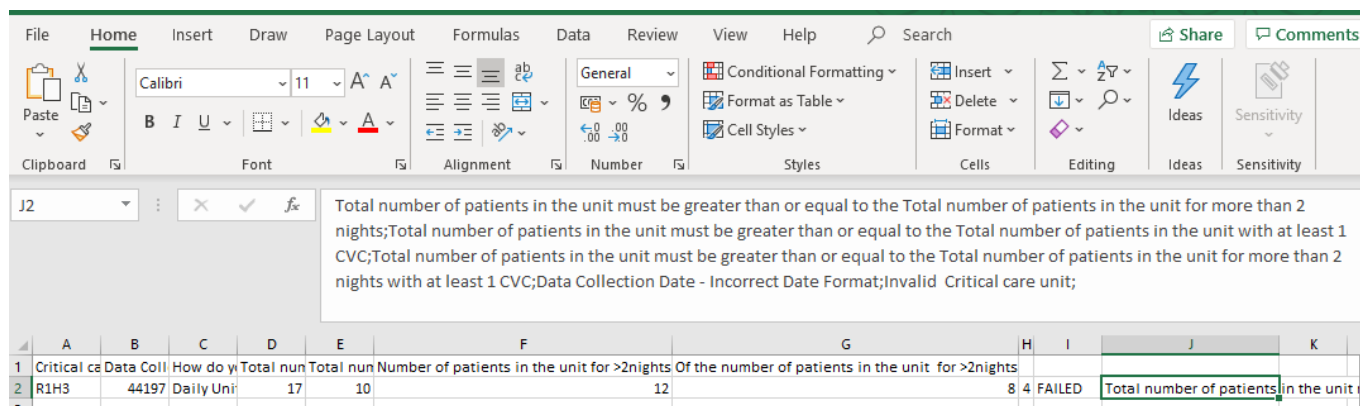 File Home Insert Draw Page Layout Formulas Data Review View Help Search Share Comments
Paste
Clipboard
Calibri 11 A A
B I U A
Font
ab
Alignment
General
% 9
.00 .0
.00
Number
Conditional Formatting
Format as Table
Cell Styles
Styles
Insert
Delete
Format
Cells
Σ A Z
Editing
Ideas
Ideas
Sensitivity
Sensitivity
J2 fx
Total number of patients in the unit must be greater than or equal to the Total number of patients in the unit for more than 2
nights;Total number of patients in the unit must be greater than or equal to the Total number of patients in the unit with at least 1
CVC;Total number of patients in the unit must be greater than or equal to the Total number of patients in the unit for more than 2
nights with at least 1 CVC;Data Collection Date - Incorrect Date Format;Invalid  Critical care unit;
A B C D E F G H I J K
1 Critical ca Data Coll How do y Total nun Total nun Number of patients in the unit for >2nights Of the number of patients in the unit  for >2nights
2 R1H3 44197 Daily Uni 17 10 12 8 4 FAILED Total number of patients in the unit